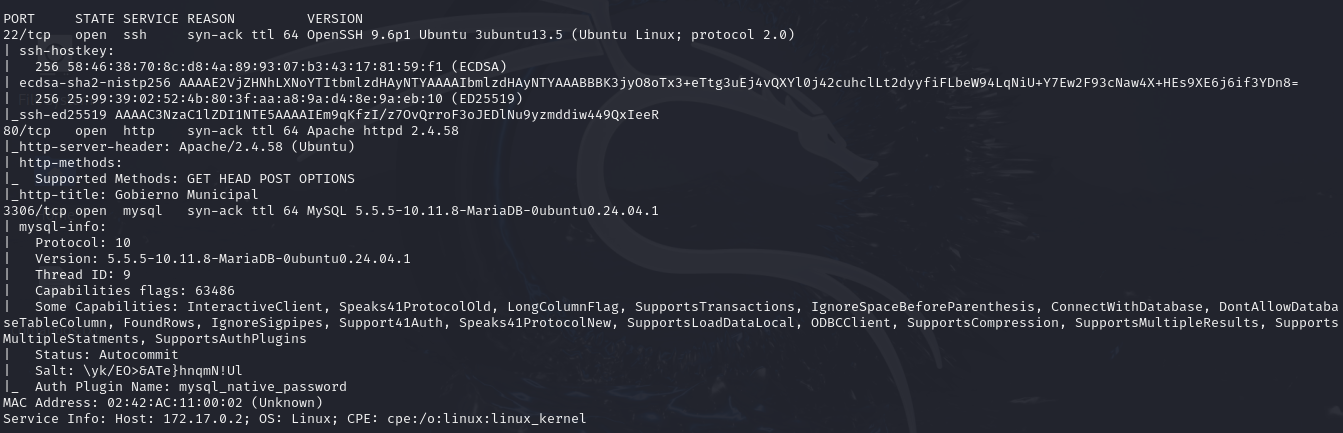 PORT     STATE SERVICE REASON         VERSION
22/tcp   open  ssh     syn-ack ttl 64 OpenSSH 9.6p1 Ubuntu 3ubuntu13.5 (Ubuntu Linux; protocol 2.0)
| ssh-hostkey:
|   256 58:46:38:70:8c:d8:4a:89:93:07:b3:43:17:81:59:f1 (ECDSA)
| ecdsa-sha2-nistp256 AAAAE2VjZHNhLXNoYTItbmlzdHAyNTYAAAAIbmlzdHAyNTYAAABBBK3jyO8oTx3+eTtg3uEj4vQXYl0j42cuhclLt2dyyfiFLbeW94LqNiU+Y7Ew2F93cNaw4X+HEs9XE6j6if3YDn8=
|   256 25:99:39:02:52:4b:80:3f:aa:a8:9a:d4:8e:9a:eb:10 (ED25519)
|_ssh-ed25519 AAAAC3NzaC1lZDI1NTE5AAAAIEm9qKfzI/z7OvQrroF3oJEDlNu9yzmddiw449QxIeeR
80/tcp   open  http    syn-ack ttl 64 Apache httpd 2.4.58
|_http-server-header: Apache/2.4.58 (Ubuntu)
| http-methods:
|_  Supported Methods: GET HEAD POST OPTIONS
|_http-title: Gobierno Municipal
3306/tcp open  mysql   syn-ack ttl 64 MySQL 5.5.5-10.11.8-MariaDB-0ubuntu0.24.04.1
| mysql-info:
|   Protocol: 10
|   Version: 5.5.5-10.11.8-MariaDB-0ubuntu0.24.04.1
|   Thread ID: 9
|   Capabilities flags: 63486
|   Some Capabilities: InteractiveClient, Speaks41ProtocolOld, LongColumnFlag, SupportsTransactions, IgnoreSpaceBeforeParenthesis, ConnectWithDatabase, DontAllowDataba
seTableColumn, FoundRows, IgnoreSigpipes, Support41Auth, Speaks41ProtocolNew, SupportsLoadDataLocal, ODBCClient, SupportsCompression, SupportsMultipleResults, Supports
MultipleStatments, SupportsAuthPlugins
|   Status: Autocommit
|   Salt: \yk/EO>&ATe}hnqmN!Ul
|_  Auth Plugin Name: mysql_native_password
MAC Address: 02:42:AC:11:00:02 (Unknown)
Service Info: Host: 172.17.0.2; OS: Linux; CPE: cpe:/o:linux:linux_kernel